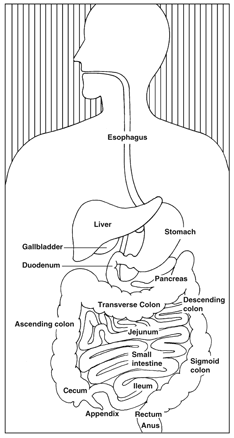 Esophagus
Liver
Stomach
Gallbladder
Duodenum
Pancreas
Transverse Colon
Descending
colon
Ascending colon
Jejunum
Small
intestine
Sigmoid
colon
Cecum
Ileum
Appendix
Rectum
Anus